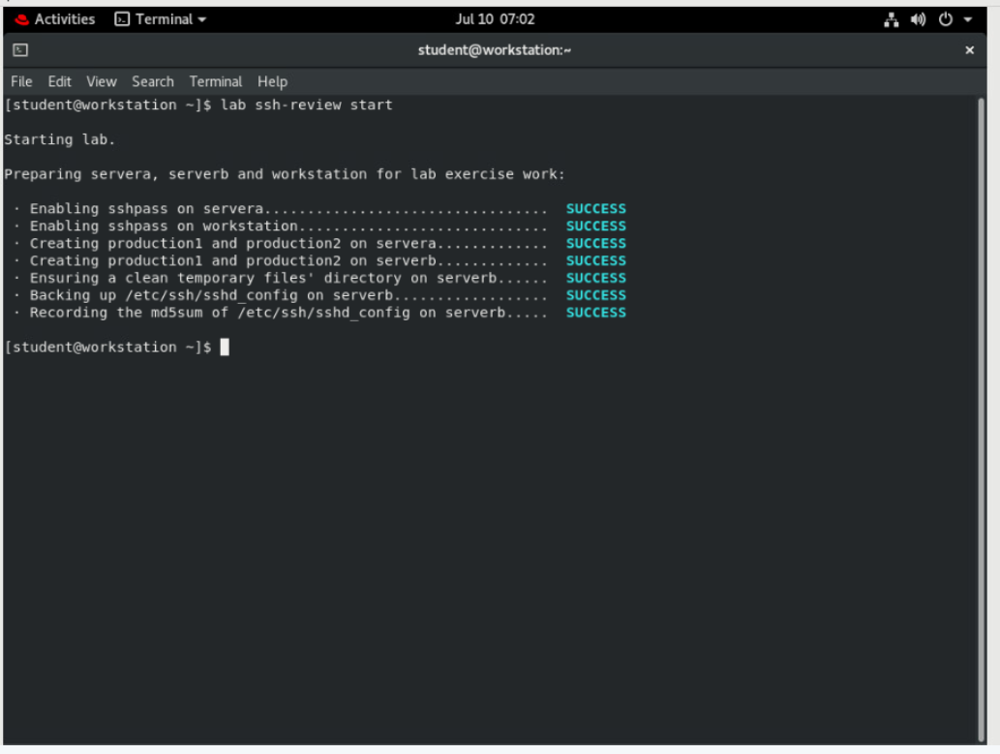 Activities Terminal Jul 10 07:02
student@workstation:~
File Edit View Search Terminal Help
[student@workstation ~]$ lab ssh-review start
Starting lab.
Preparing servera, serverb and workstation for lab exercise work:
· Enabling sshpass on servera................................. SUCCESS
· Enabling sshpass on workstation............................. SUCCESS
· Creating production1 and production2 on servera............. SUCCESS
· Creating production1 and production2 on serverb............. SUCCESS
· Ensuring a clean temporary files' directory on serverb...... SUCCESS
· Backing up /etc/ssh/sshd_config on serverb.................. SUCCESS
· Recording the md5sum of /etc/ssh/sshd_config on serverb..... SUCCESS
[student@workstation ~]$